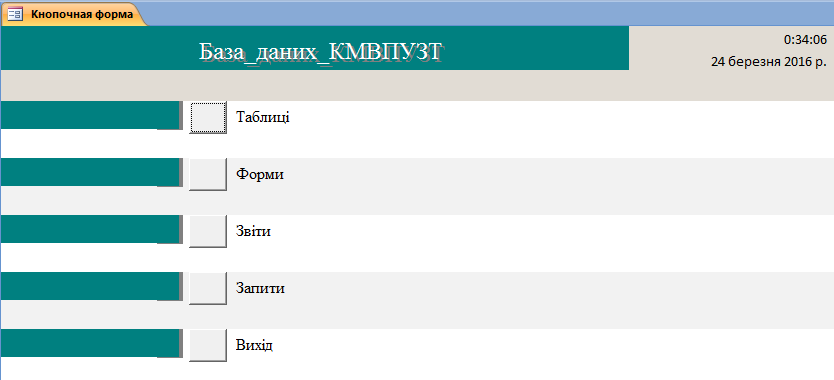 Кнопочная форма
База_даних_КМВПУЗТ
0:34:06
24 березня 2016 р.
Таблиці
Форми
Звіти
Запити
Вихід